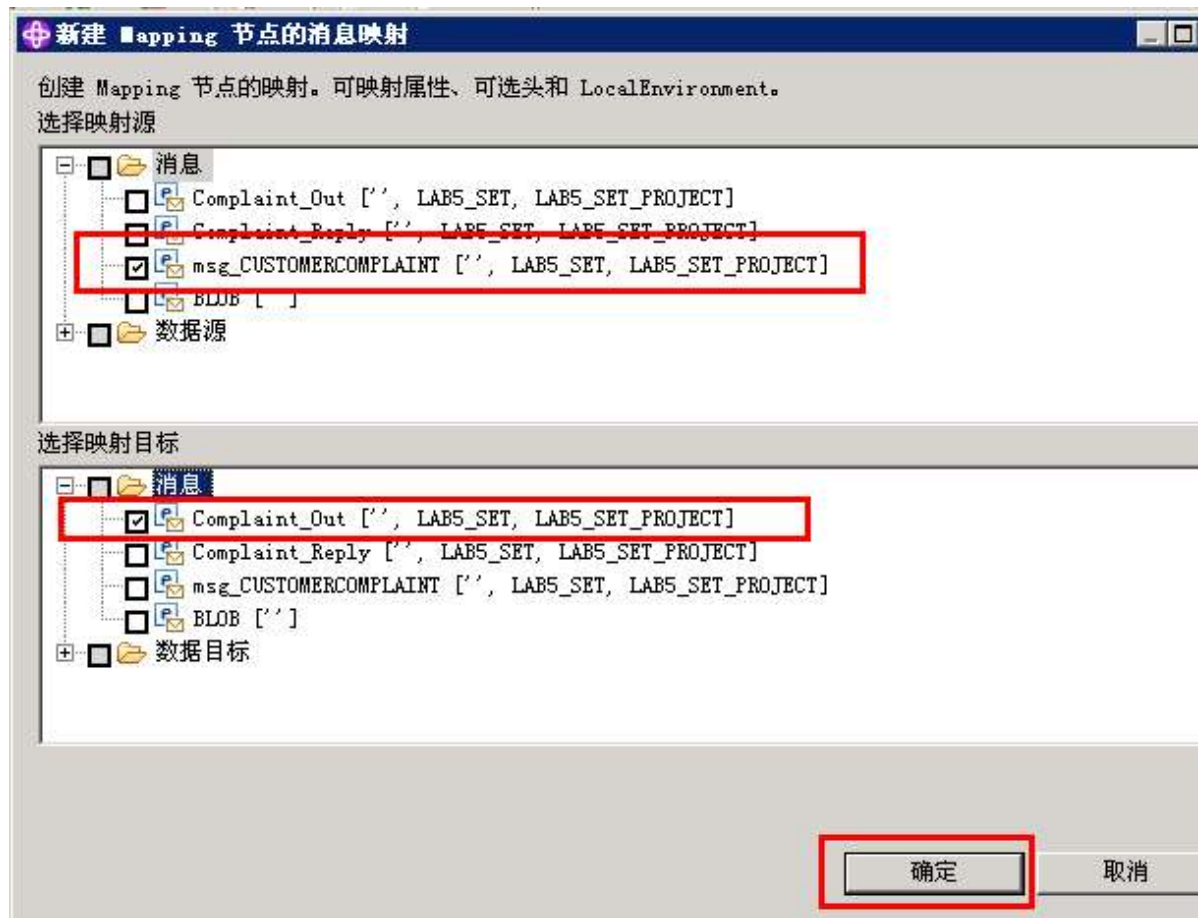 新建 Mapping 节点的消息映射
创建 Mapping 节点的映射。可映射属性、可选头和 LocalEnvironment。
选择映射源
消息
Complaint_Out ['', LAB5_SET, LAB5_SET_PROJECT]
Complaint_Reply ['', LAB5_SET, LAB5_SET_PROJECT]
msg_CUSTOMERCOMPLAINT ['', LAB5_SET, LAB5_SET_PROJECT]
BLOB ['']
数据源
选择映射目标
消息
Complaint_Out ['', LAB5_SET, LAB5_SET_PROJECT]
Complaint_Reply ['', LAB5_SET, LAB5_SET_PROJECT]
msg_CUSTOMERCOMPLAINT ['', LAB5_SET, LAB5_SET_PROJECT]
BLOB ['']
数据目标
确定 取消